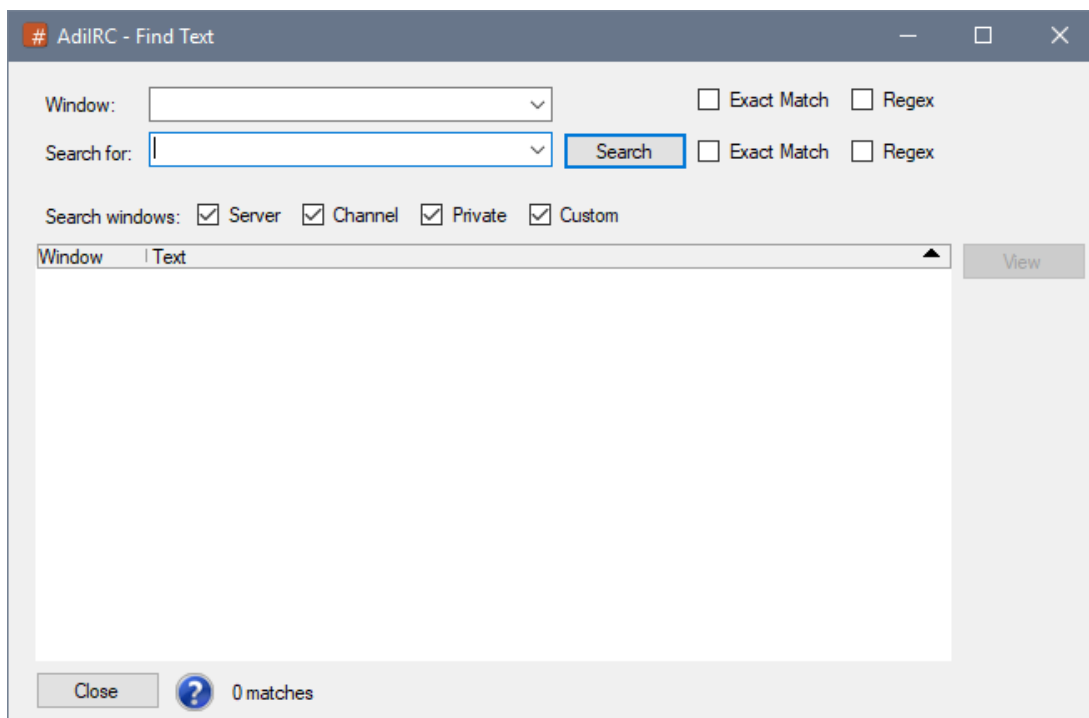 # AdiIRC - Find Text
Window: Exact Match Regex
Search for: Search Exact Match Regex
Search windows: Server Channel Private Custom
Window Text View
Close ? 0 matches